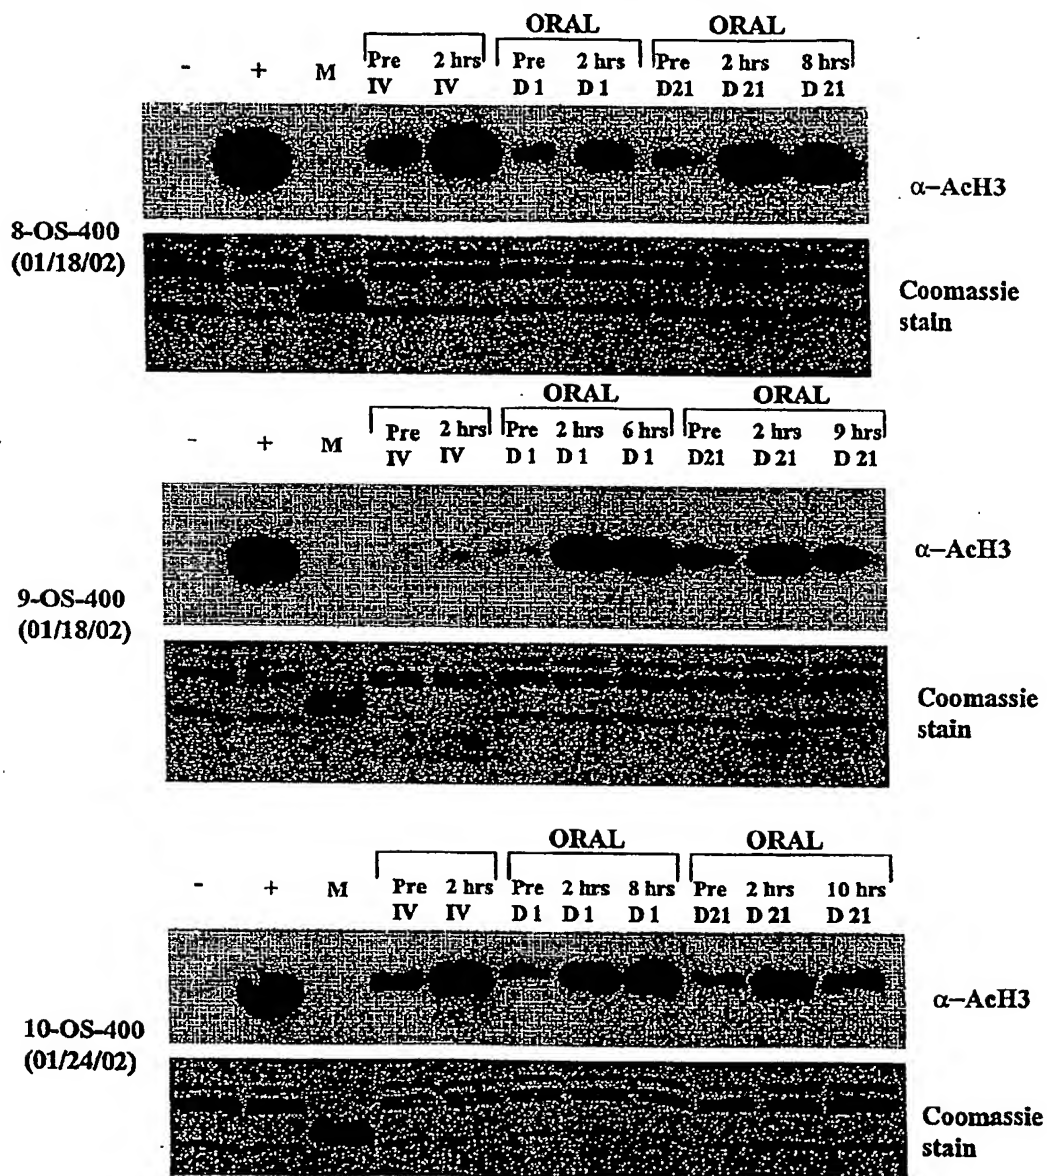 ORAL ORAL
- + M Pre 2 hrs Pre 2 hrs Pre 2 hrs 8 hrs
IV IV D 1 D 1 D21 D 21 D 21
α–AcH3
8-OS-400
(01/18/02)
Coomassie
stain
ORAL ORAL
- + M Pre 2 hrs Pre 2 hrs 6 hrs Pre 2 hrs 9 hrs
IV IV D 1 D 1 D 1 D21 D 21 D 21
α–AcH3
9-OS-400
(01/18/02)
Coomassie
stain
ORAL ORAL
- + M Pre 2 hrs Pre 2 hrs 8 hrs Pre 2 hrs 10 hrs
IV IV D 1 D 1 D 1 D21 D 21 D 21
α–AcH3
10-OS-400
(01/24/02)
Coomassie
stain